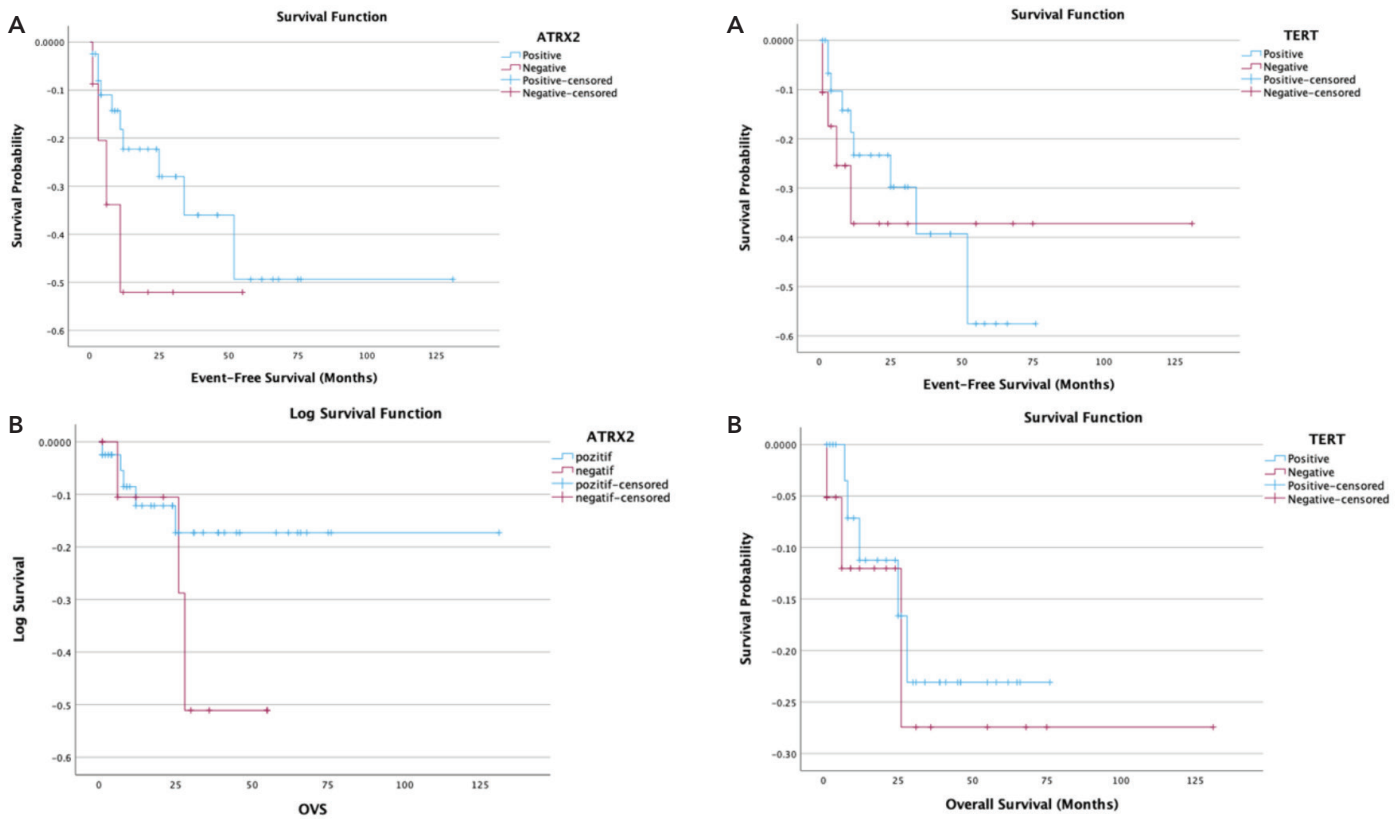 A
Survival Function
ATRX2
Positive
Negative
Positive-censored
Negative-censored
0.0000
-0.1
-0.2
-0.3
-0.4
-0.5
-0.6
Survival Probability
0 25 50 75 100 125
Event-Free Survival (Months)
A
Survival Function
TERT
Positive
Negative
Positive-censored
Negative-censored
0.0000
-0.1
-0.2
-0.3
-0.4
-0.5
-0.6
Survival Probability
0 25 50 75 100 125
Event-Free Survival (Months)
B
Log Survival Function
ATRX2
pozitif
negatif
pozitif-censored
negatif-censored
0.0000
-0.1
-0.2
-0.3
-0.4
-0.5
-0.6
Log Survival
0 25 50 75 100 125
OVS
B
Survival Function
TERT
Positive
Negative
Positive-censored
Negative-censored
0.0000
-0.05
-0.10
-0.15
-0.20
-0.25
-0.30
Survival Probability
0 25 50 75 100 125
Overall Survival (Months)